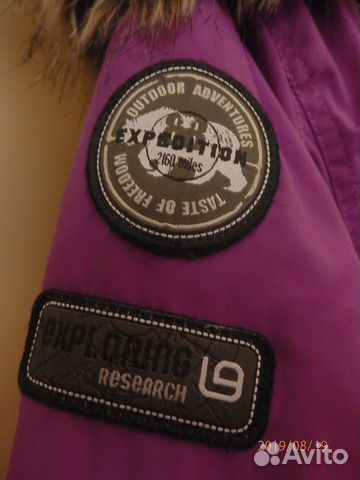 OUTDOOR ADVENTURES
EXPEDITION
2160 miles
TASTE OF FREEDOM
EXPLORING
RESEARCH
2019/08/19
Avito